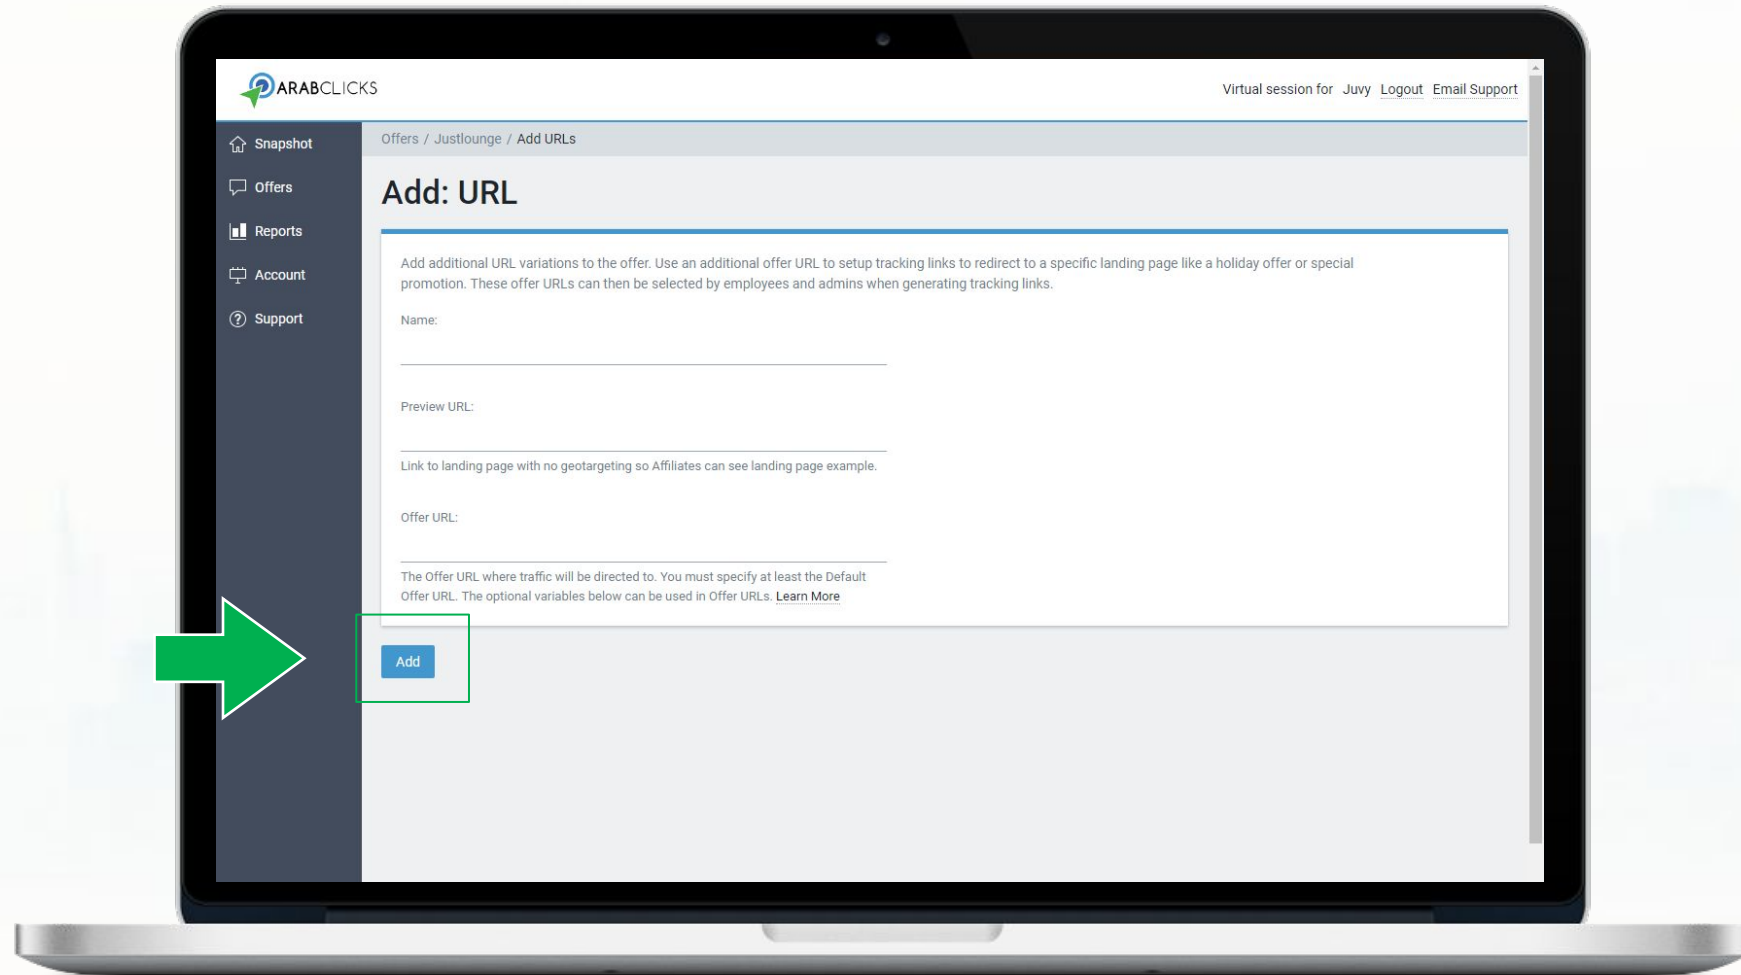 ARABCLICKS
Virtual session for Juvy Logout Email Support
Snapshot
Offers
Reports
Account
Support
Offers / Justlounge / Add URLs
Add: URL
Add additional URL variations to the offer. Use an additional offer URL to setup tracking links to redirect to a specific landing page like a holiday offer or special
promotion. These offer URLs can then be selected by employees and admins when generating tracking links.
Name:
Preview URL:
Link to landing page with no geotargeting so Affiliates can see landing page example.
Offer URL:
The Offer URL where traffic will be directed to. You must specify at least the Default
Offer URL. The optional variables below can be used in Offer URLs. Learn More
Add